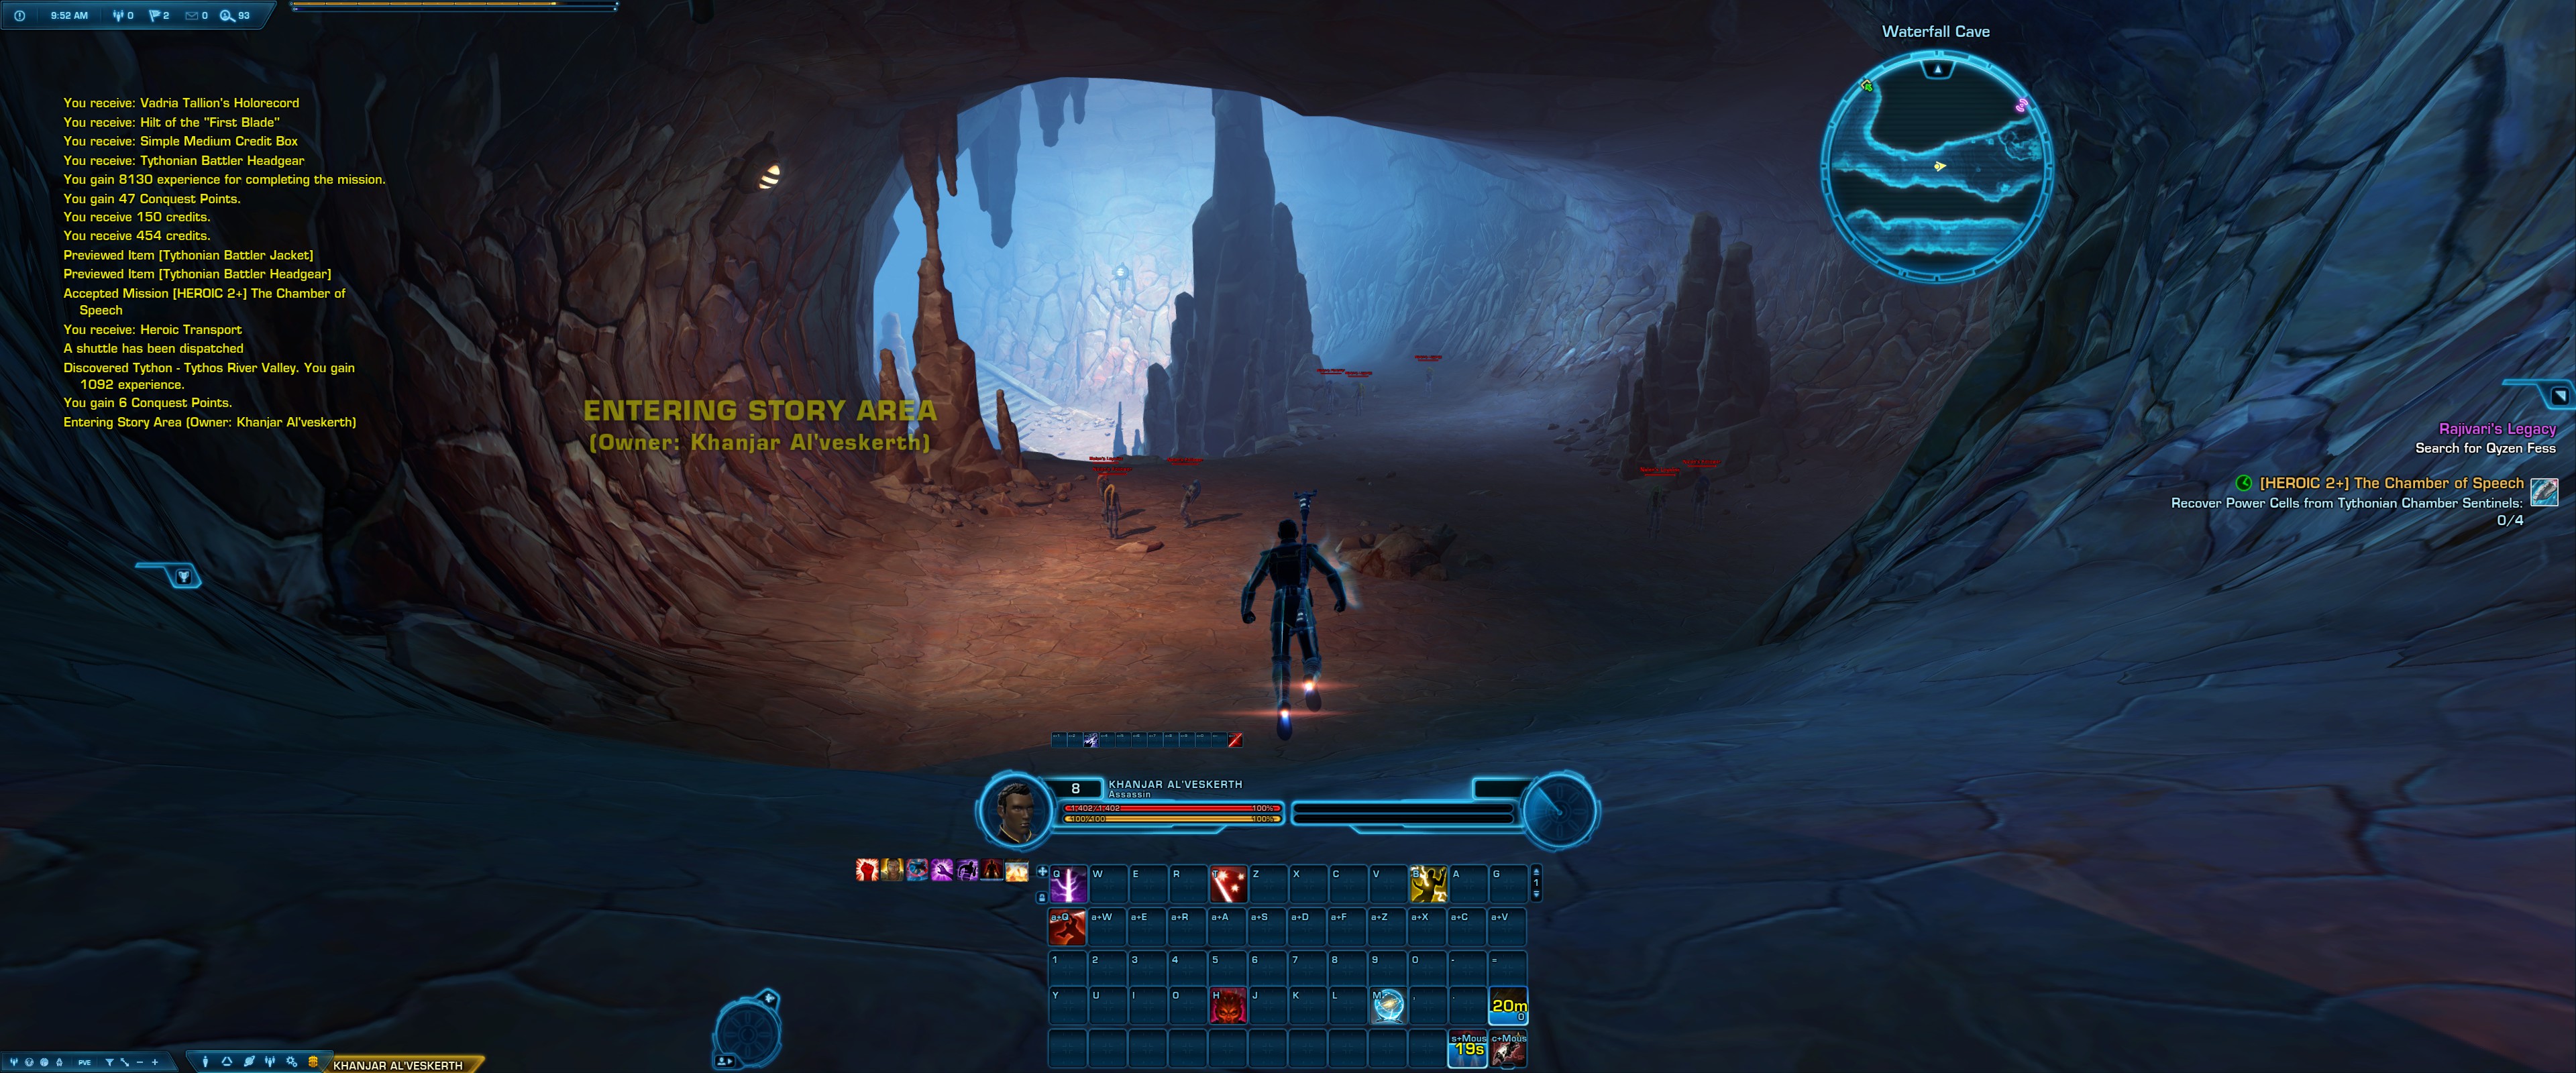 9:52 AM 0 2 0 93
Waterfall Cave
You receive: Vadria Tallion's Holorecord
You receive: Hilt of the "First Blade"
You receive: Simple Medium Credit Box
You receive: Tythonian Battler Headgear
You gain 8130 experience for completing the mission.
You gain 47 Conquest Points.
You receive 150 credits.
You receive 454 credits.
Previewed Item [Tythonian Battler Jacket]
Previewed Item [Tythonian Battler Headgear]
Accepted Mission [HEROIC 2+] The Chamber of
Speech
You receive: Heroic Transport
A shuttle has been dispatched
Discovered Tython - Tythos River Valley. You gain
1092 experience.
You gain 6 Conquest Points.
Entering Story Area (Owner: Khanjar Al'veskerth)
ENTERING STORY AREA
(Owner: Khanjar Al'veskerth)
Rajivari's Legacy
Search for Qyzen Fess
[HEROIC 2+] The Chamber of Speech
Recover Power Cells from Tythonian Chamber Sentinels:
0/4
8 KHANJAR AL'VESKERTH
Assassin
1,402/1,402 100%
100/100 100%
Q W E R T Z X C V B A G
1
a+Q a+W a+E a+R a+A a+S a+D a+F a+Z a+X a+C a+V
1 2 3 4 5 6 7 8 9 0 - =
Y U I O H J K L M , . 20m
0
s+Mous c+Mous
19s
PVE
KHANJAR AL'VESKERTH